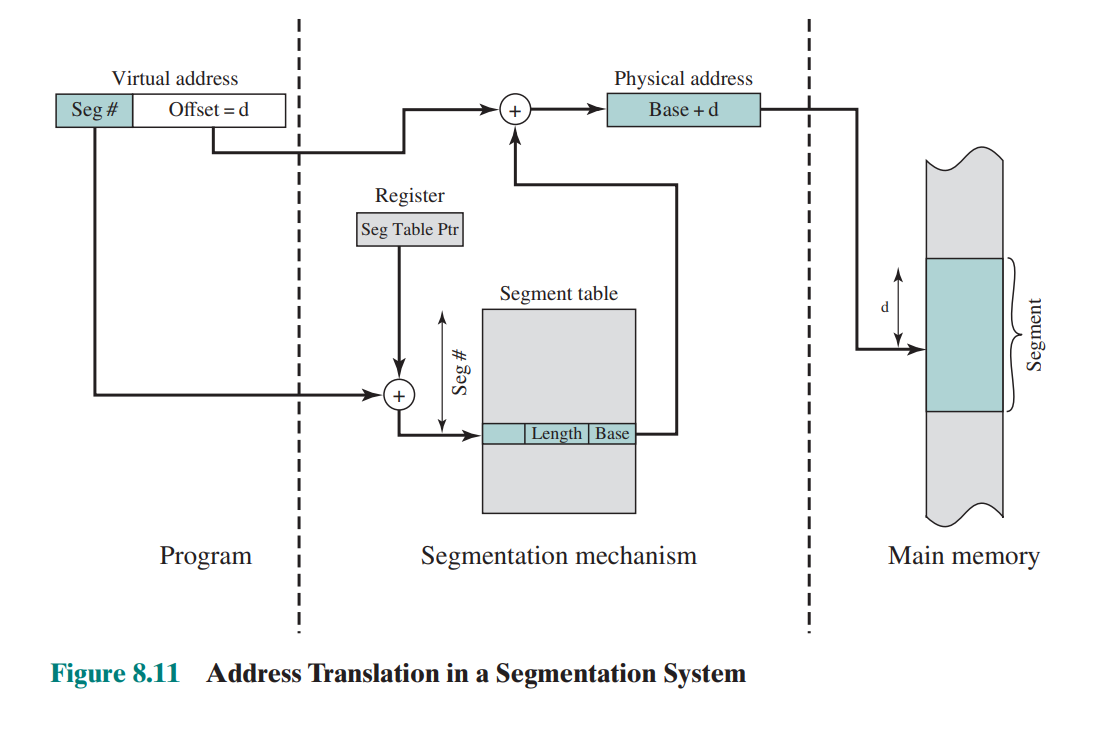 Virtual address
Seg # Offset = d
Physical address
Base + d
Register
Seg Table Ptr
Segment table
Seg #
Length Base
d
Segment
Program
Segmentation mechanism
Main memory
Figure 8.11 Address Translation in a Segmentation System